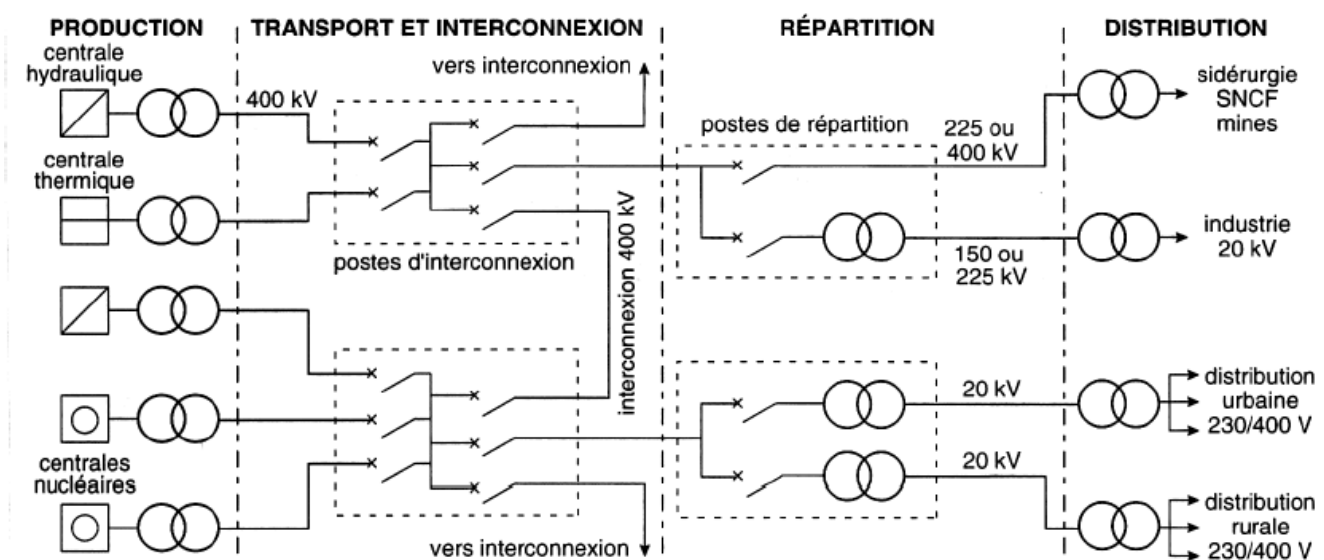 PRODUCTION
TRANSPORT ET INTERCONNEXION
RÉPARTITION
DISTRIBUTION
centrale
hydraulique
400 kV
vers interconnexion
postes de répartition
225 ou
400 kV
sidérurgie
SNCF
mines
centrale
thermique
postes d'interconnexion
interconnexion 400 kV
150 ou
225 kV
industrie
20 kV
centrales
nucléaires
vers interconnexion
20 kV
20 kV
distribution
urbaine
230/400 V
distribution
rurale
230/400 V